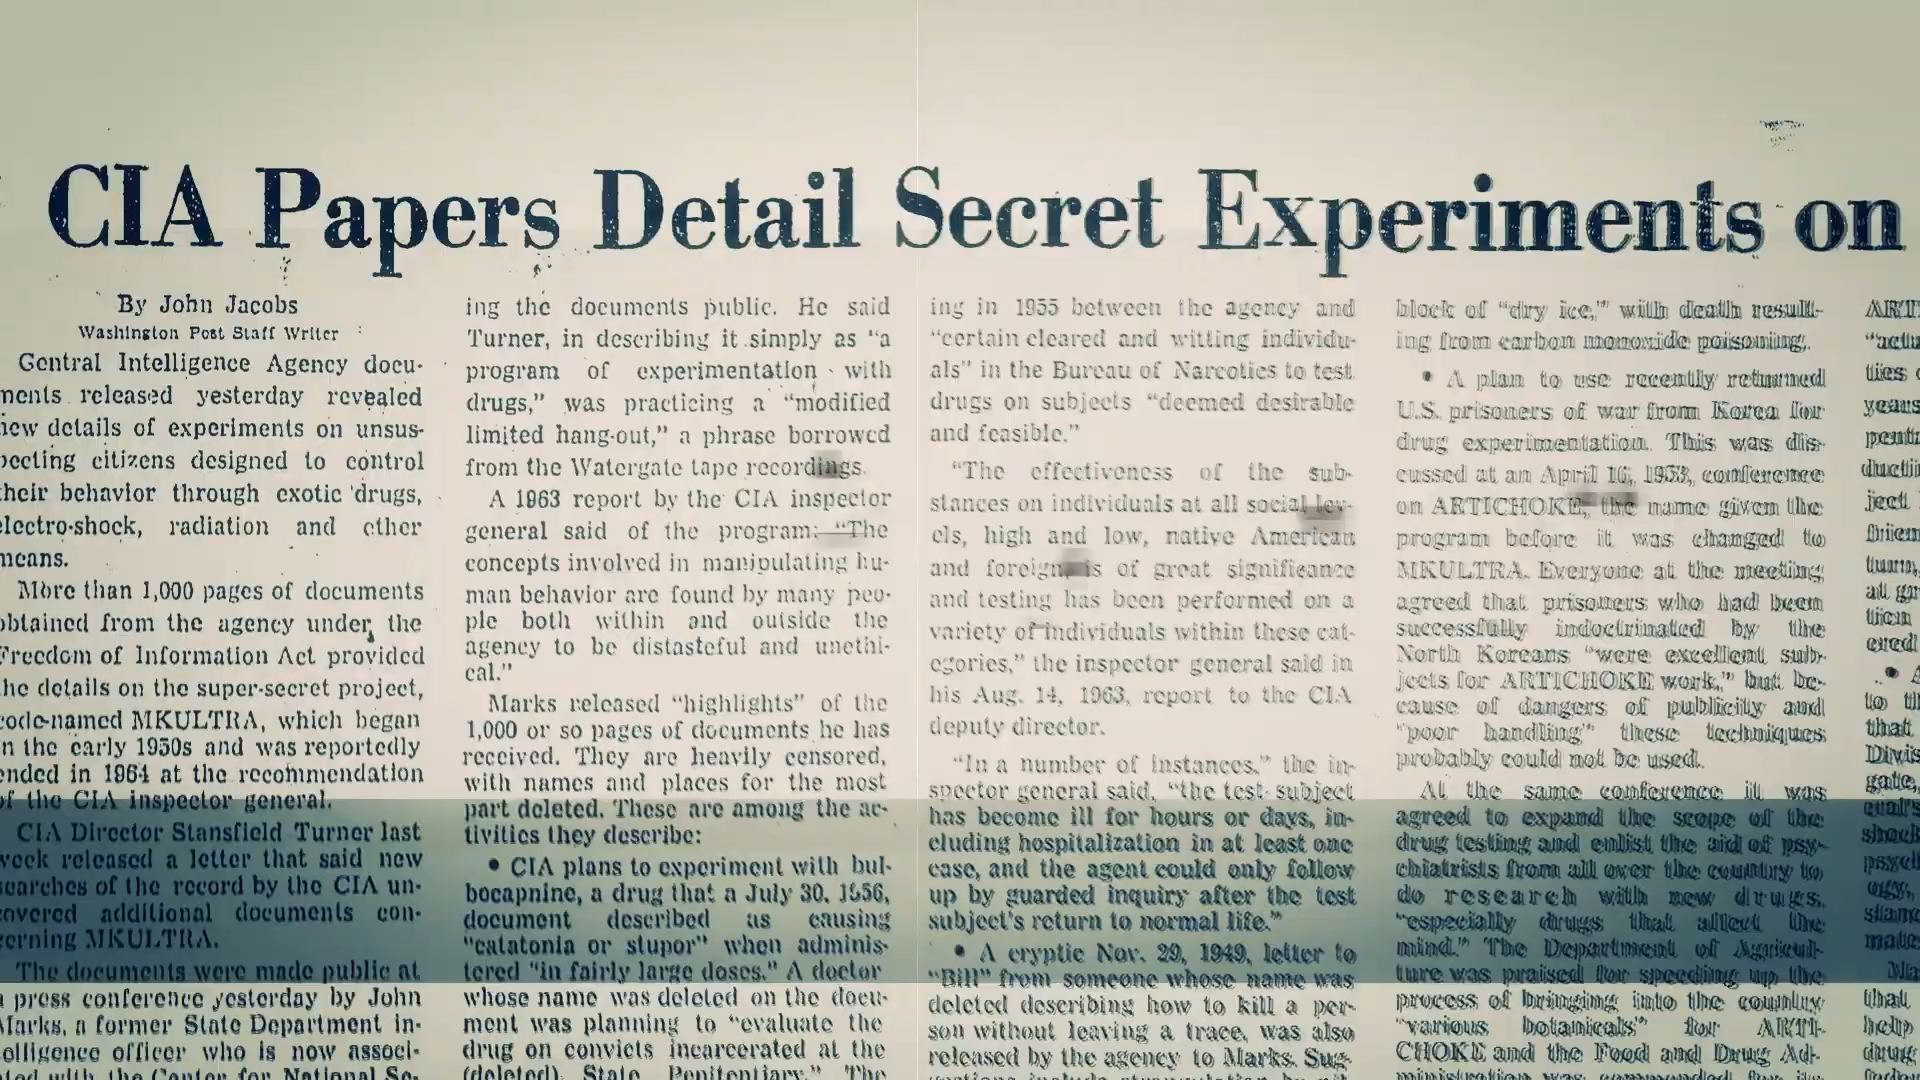 CIA Papers Detail Secret Experiments on
By John Jacobs
Washington Post Staff Writer
Central Intelligence Agency docu-
ments released yesterday revealed
new details of experiments on unsus-
pecting citizens designed to control
their behavior through exotic drugs,
electro-shock, radiation and other
means.
More than 1,000 pages of documents
obtained from the agency under the
Freedom of Information Act provided
the details on the super-secret project,
code-named MKULTRA, which began
in the early 1950s and was reportedly
ended in 1964 at the recommendation
of the CIA inspector general.
CIA Director Stansfield Turner last
week released a letter that said new
searches of the record by the CIA un-
covered additional documents con-
cerning MKULTRA.
The documents were made public at
a press conference yesterday by John
Marks, a former State Department in-
telligence officer who is now associ-
ated with the Center for National Se-
ing the documents public. He said
Turner, in describing it simply as "a
program of experimentation with
drugs," was practicing a "modified
limited hang-out," a phrase borrowed
from the Watergate tape recordings.
A 1963 report by the CIA inspector
general said of the program: "The
concepts involved in manipulating hu-
man behavior are found by many peo-
ple both within and outside the
agency to be distasteful and unethi-
cal."
Marks released "highlights" of the
1,000 or so pages of documents he has
received. They are heavily censored,
with names and places for the most
part deleted. These are among the ac-
tivities they describe:
• CIA plans to experiment with bul-
bocapnine, a drug that a July 30, 1956,
document described as causing
"catatonia or stupor" when adminis-
tered "in fairly large doses." A doctor
whose name was deleted on the docu-
ment was planning to "evaluate the
drug on convicts incarcerated at the
(deleted) State Penitentiary." The
ing in 1955 between the agency and
"certain cleared and witting individu-
als" in the Bureau of Narcotics to test
drugs on subjects "deemed desirable
and feasible."
"The effectiveness of the sub-
stances on individuals at all social lev-
els, high and low, native American
and foreign, is of great significance
and testing has been performed on a
variety of individuals within these cat-
egories," the inspector general said in
his Aug. 14, 1963, report to the CIA
deputy director.
"In a number of instances," the in-
spector general said, "the test subject
has become ill for hours or days, in-
cluding hospitalization in at least one
case, and the agent could only follow
up by guarded inquiry after the test
subject's return to normal life."
• A cryptic Nov. 29, 1949, letter to
"Bill" from someone whose name was
deleted describing how to kill a per-
son without leaving a trace, was also
released by the agency to Marks. Sug-
block of "dry ice," with death result-
ing from carbon monoxide poisoning.
• A plan to use recently returned
U.S. prisoners of war from Korea for
drug experimentation. This was dis-
cussed at an April 16, 1953, conference
on ARTICHOKE, the name given the
program before it was changed to
MKULTRA. Everyone at the meeting
agreed that prisoners who had been
successfully indoctrinated by the
North Koreans "were excellent sub-
jects for ARTICHOKE work," but be-
cause of dangers of publicity and
"poor handling" these techniques
probably could not be used.
At the same conference it was
agreed to expand the scope of the
drug testing and enlist the aid of psy-
chiatrists from all over the country to
do research with new drugs,
"especially drugs that affect the
mind." The Department of Agricul-
ture was praised for speeding up the
process of bringing into the country
"various botanicals" for ARTI-
CHOKE and the Food and Drug Ad-